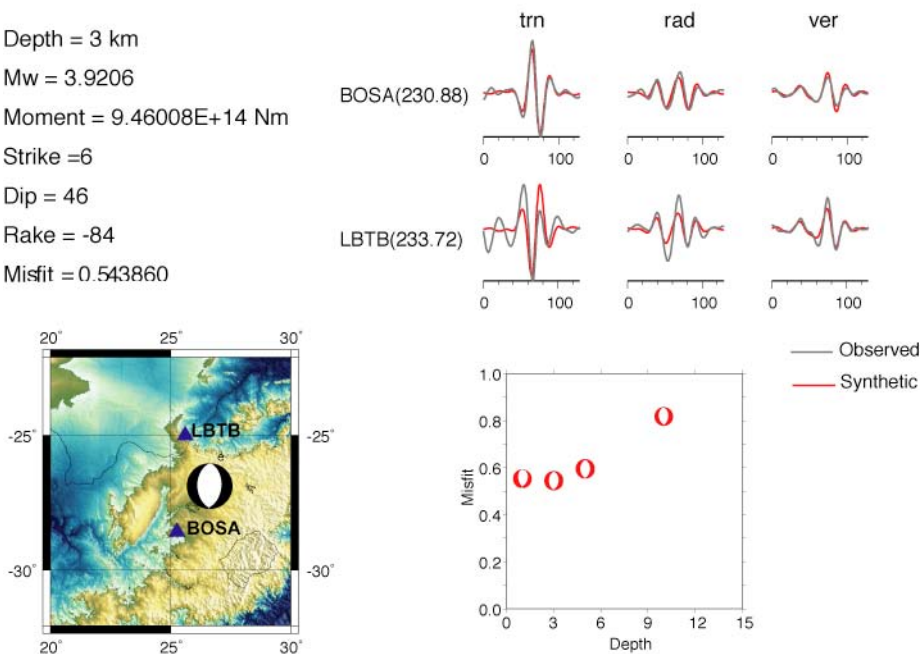 Depth = 3 km
Mw = 3.9206
Moment = 9.46008E+14 Nm
Strike =6
Dip = 46
Rake = -84
Misfit = 0.543860
trn rad ver
BOSA(230.88)
0 100 0 100 0 100
LBTB(233.72)
0 100 0 100 0 100
Observed
Synthetic
20° 25° 30°
-25° -25°
-30° -30°
20° 25° 30°
LBTB
BOSA
1.0
0.8
0.6
0.4
0.2
0.0
Misfit
0 3 6 9 12 15
Depth